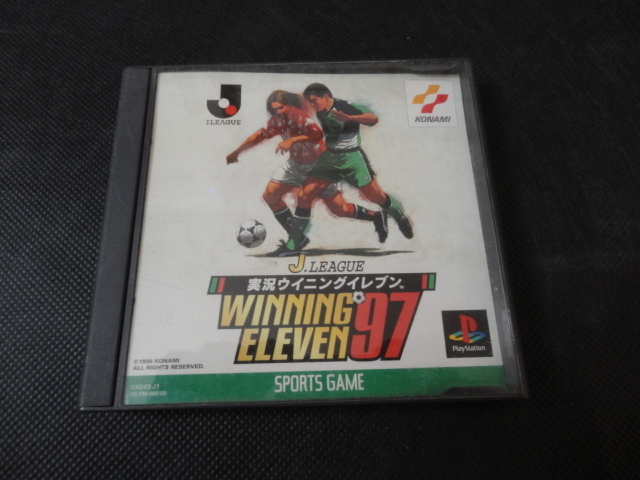 J.LEAGUE
KONAMI
J.LEAGUE
実況ウイニングイレブン
WINNING
ELEVEN '97
PlayStation
©1996 KONAMI
ALL RIGHTS RESERVED.
SPORTS GAME